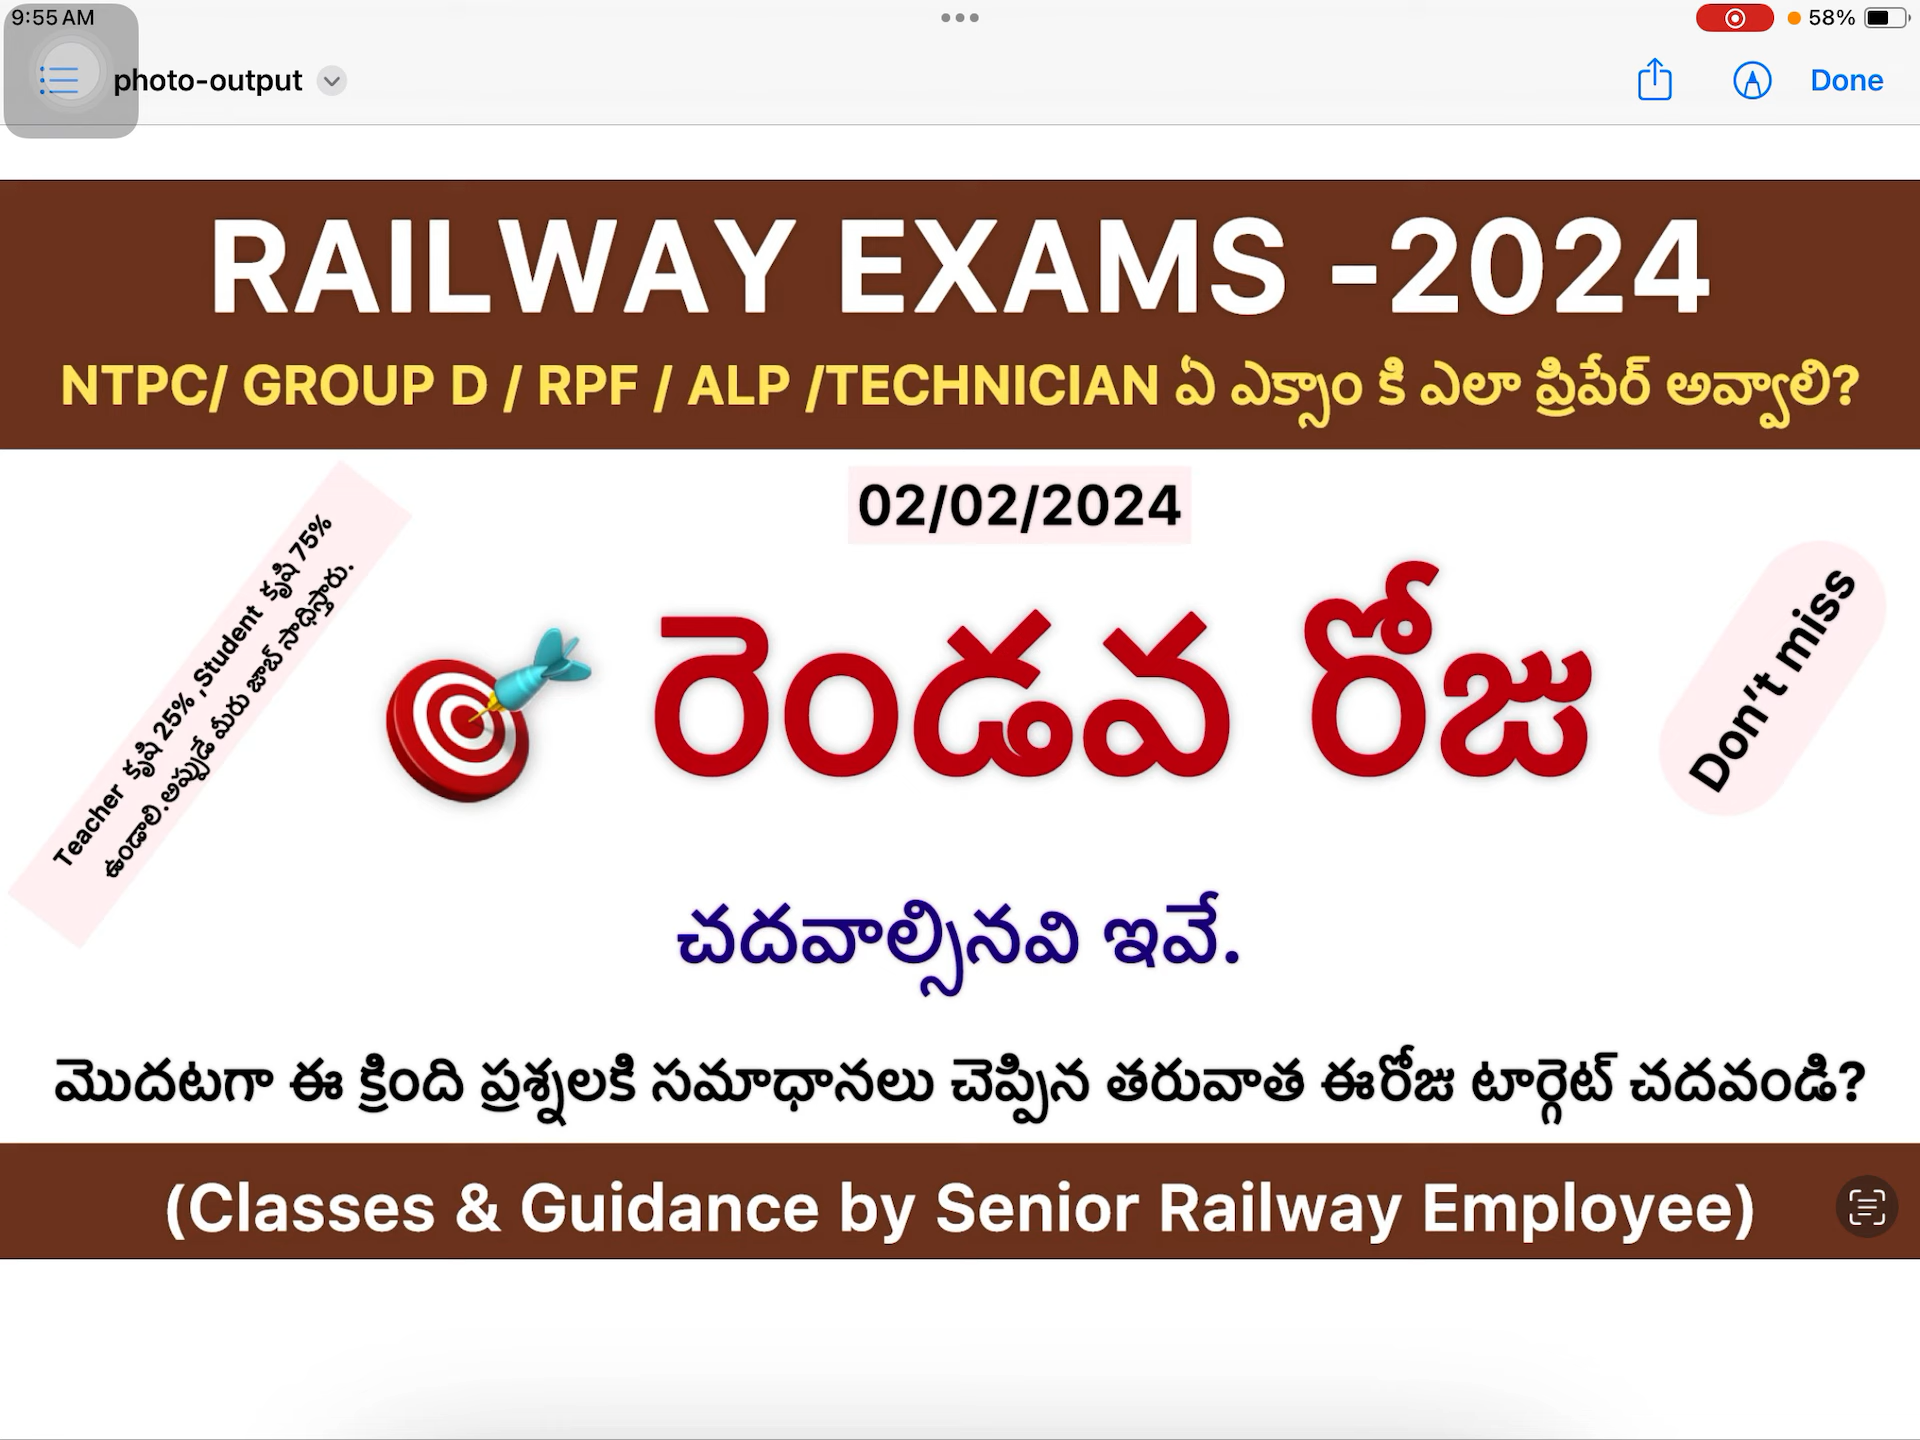 9:55 AM
58%
photo-output
Done
RAILWAY EXAMS -2024
NTPC/ GROUP D / RPF / ALP /TECHNICIAN ఏ ఎక్సాం కి ఎలా ప్రిపేర్ అవ్వాలి?
02/02/2024
Teacher కృషి 25% ,Student కృషి 75%
ఉండాలి.అప్పుడే మీరు జాబ్ సాధిస్తారు.
రెండవ రోజు
Don't miss
చదవాల్సినవి ఇవే.
మొదటగా ఈ క్రింది ప్రశ్నలకి సమాధానలు చెప్పిన తరువాత ఈరోజు టార్గెట్ చదవండి?
(Classes & Guidance by Senior Railway Employee)